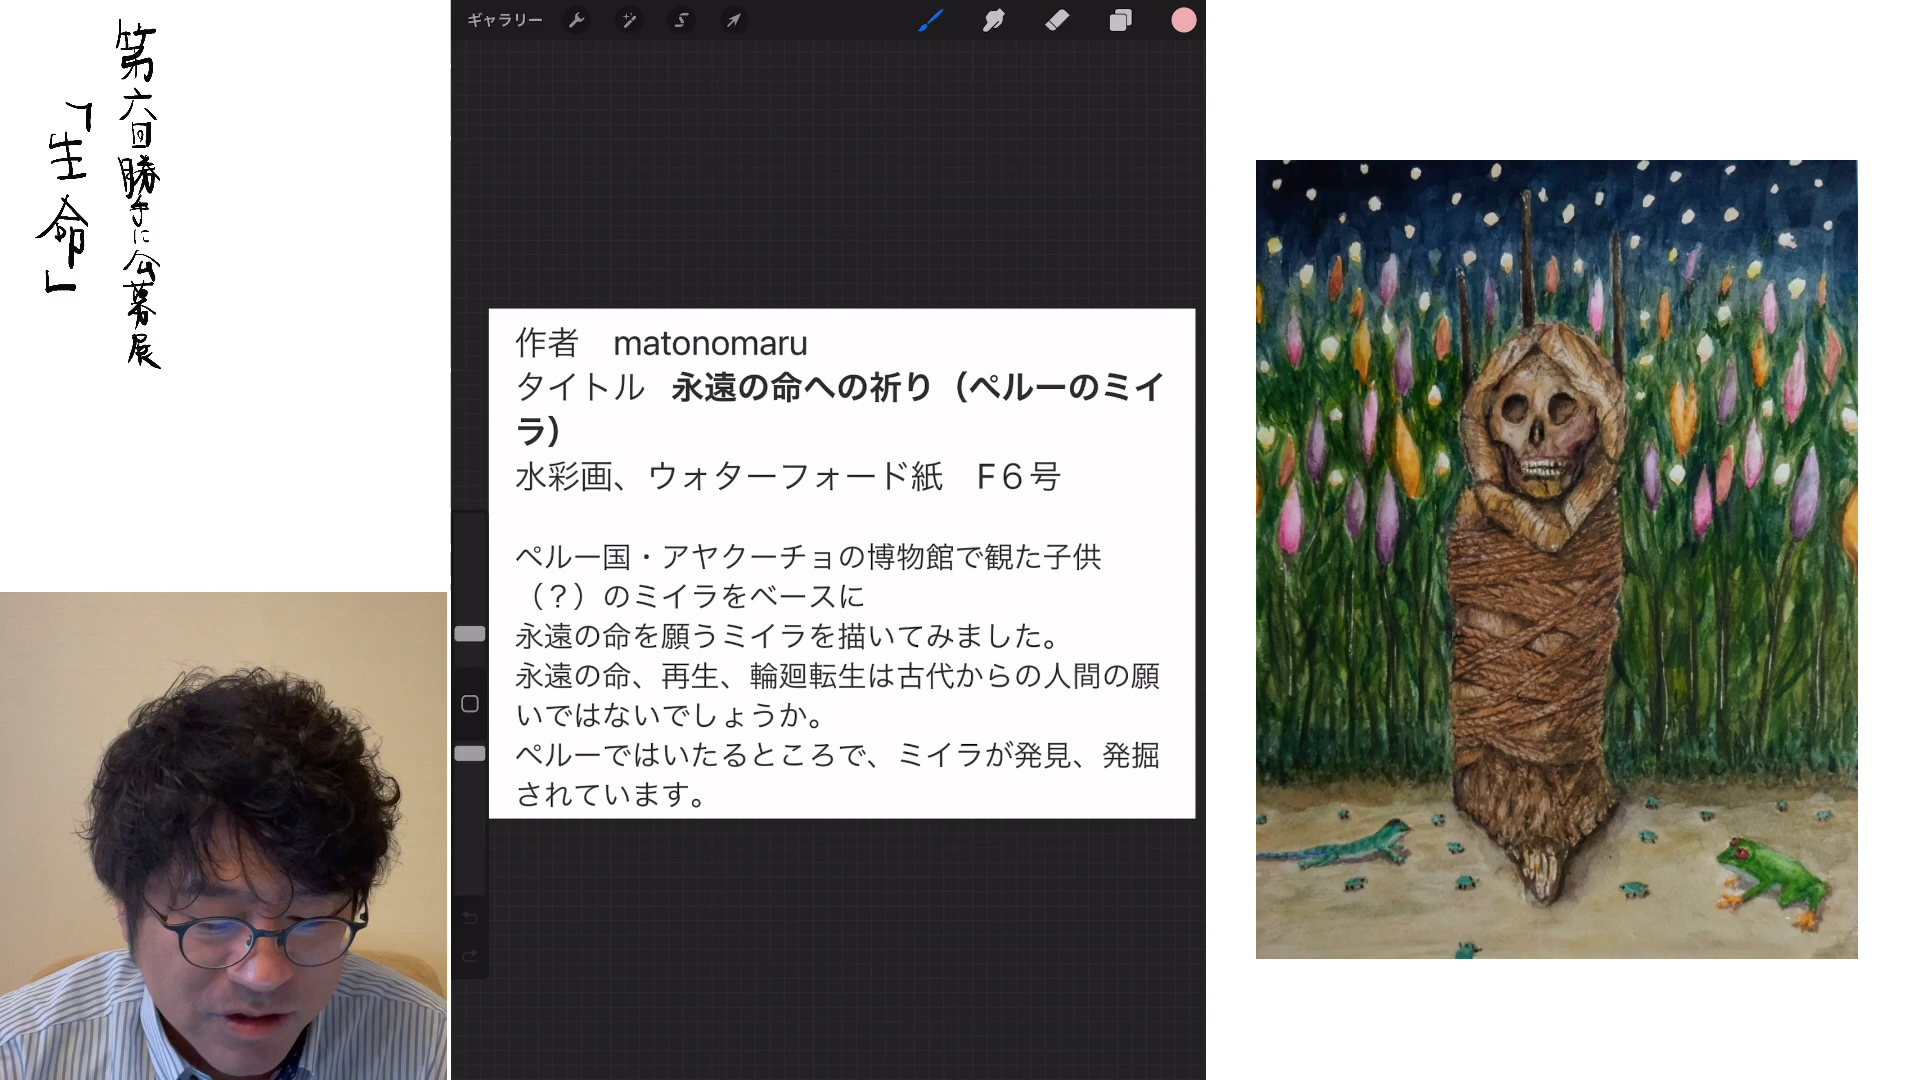 第六回勝手に公募展
「生命」
ギャラリー
作者　matonomaru
タイトル　永遠の命への祈り（ペルーのミイ
ラ）
水彩画、ウォターフォード紙　F６号
ペルー国・アヤクーチョの博物館で観た子供
（？）のミイラをベースに
永遠の命を願うミイラを描いてみました。
永遠の命、再生、輪廻転生は古代からの人間の願
いではないでしょうか。
ペルーではいたるところで、ミイラが発見、発掘
されています。